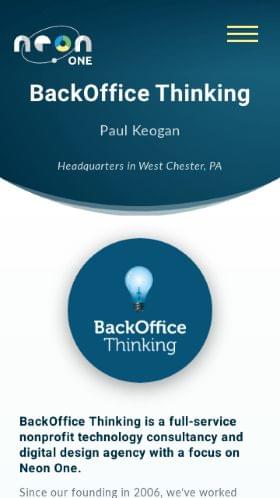 neon
ONE
BackOffice Thinking
Paul Keogan
Headquarters in West Chester, PA
BackOffice
Thinking
BackOffice Thinking is a full-service
nonprofit technology consultancy and
digital design agency with a focus on
Neon One.
Since our founding in 2006, we've worked